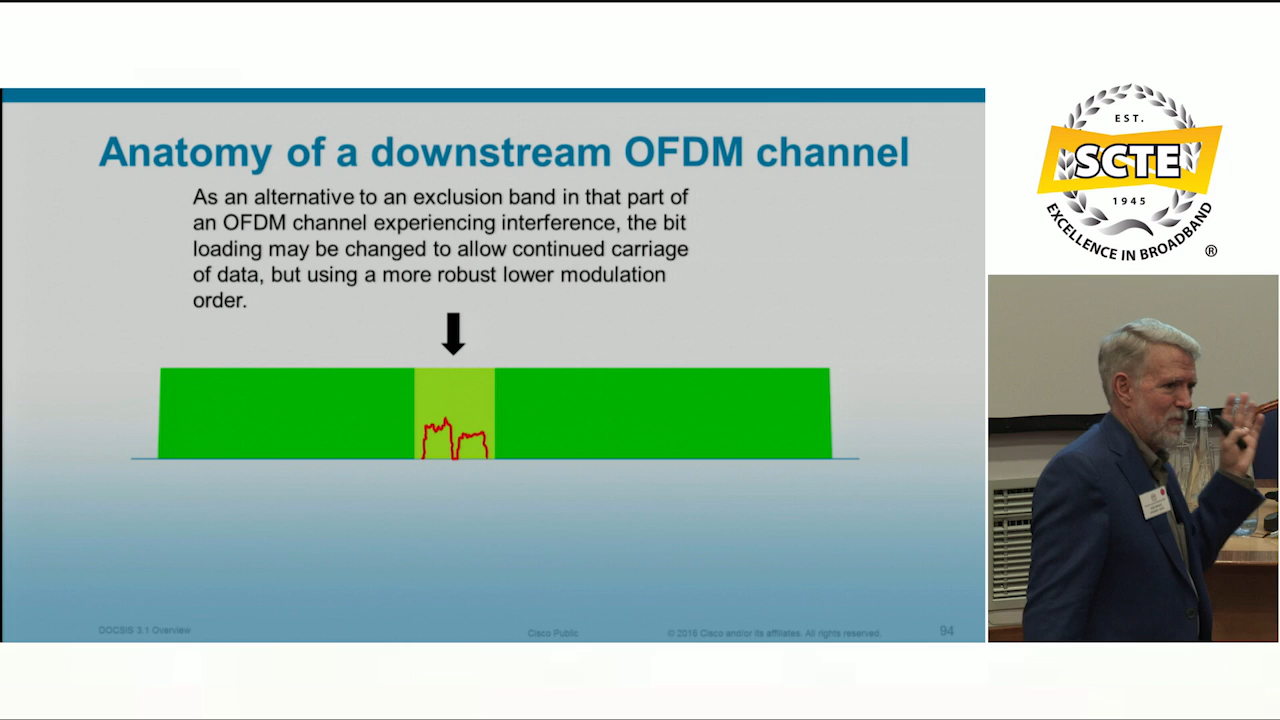 Anatomy of a downstream OFDM channel
As an alternative to an exclusion band in that part of
an OFDM channel experiencing interference, the bit
loading may be changed to allow continued carriage
of data, but using a more robust lower modulation
order.
DOCSIS 3.1 Overview
Cisco Public
© 2016 Cisco and/or its affiliates. All rights reserved.
94
EST.
SCTE
1945
EXCELLENCE IN BROADBAND
®